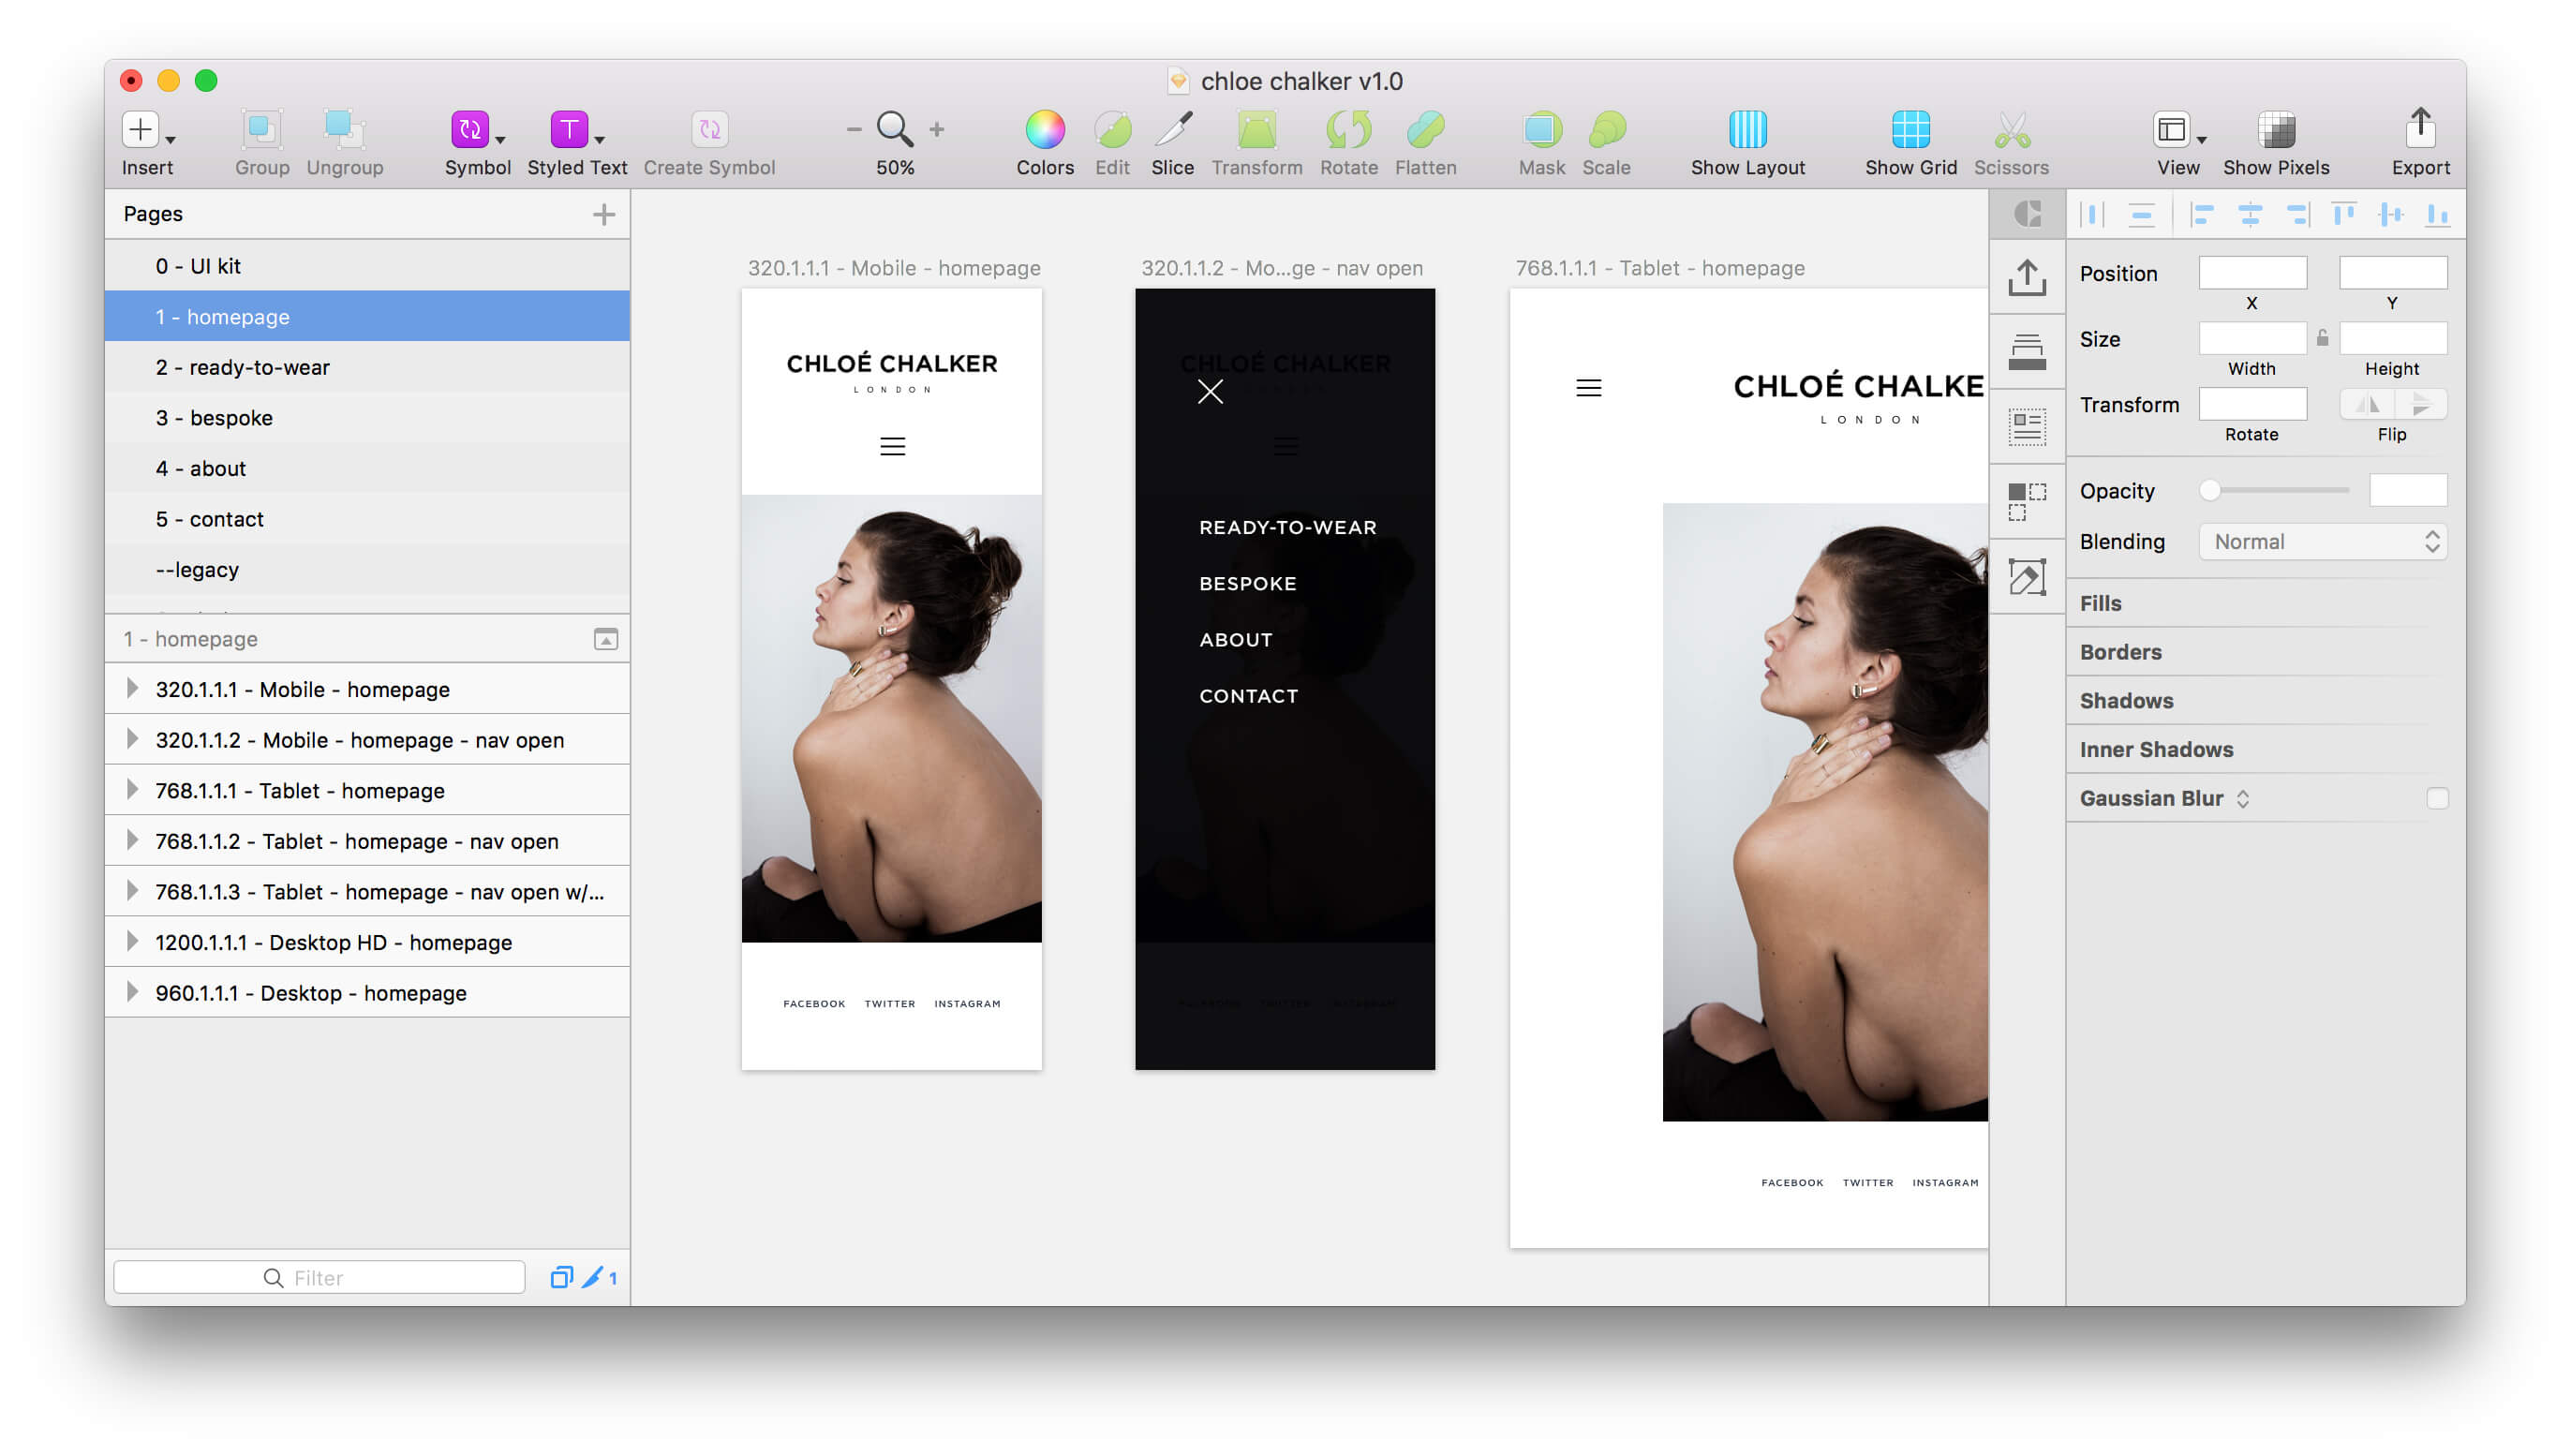 chloe chalker v1.0
Insert
Group
Ungroup
Symbol
Styled Text
Create Symbol
50%
Colors
Edit
Slice
Transform
Rotate
Flatten
Mask
Scale
Show Layout
Show Grid
Scissors
View
Show Pixels
Export
Pages
0 - UI kit
1 - homepage
2 - ready-to-wear
3 - bespoke
4 - about
5 - contact
--legacy
1 - homepage
320.1.1.1 - Mobile - homepage
320.1.1.2 - Mobile - homepage - nav open
768.1.1.1 - Tablet - homepage
768.1.1.2 - Tablet - homepage - nav open
768.1.1.3 - Tablet - homepage - nav open w/...
1200.1.1.1 - Desktop HD - homepage
960.1.1.1 - Desktop - homepage
Filter
1
320.1.1.1 - Mobile - homepage
CHLOÉ CHALKER
LONDON
FACEBOOK TWITTER INSTAGRAM
320.1.1.2 - Mo...ge - nav open
CHLOÉ CHALKER
READY-TO-WEAR
BESPOKE
ABOUT
CONTACT
768.1.1.1 - Tablet - homepage
CHLOÉ CHALKE
LONDON
FACEBOOK TWITTER INSTAGRAM
Position
X
Y
Size
Width
Height
Transform
Rotate
Flip
Opacity
Blending
Normal
Fills
Borders
Shadows
Inner Shadows
Gaussian Blur